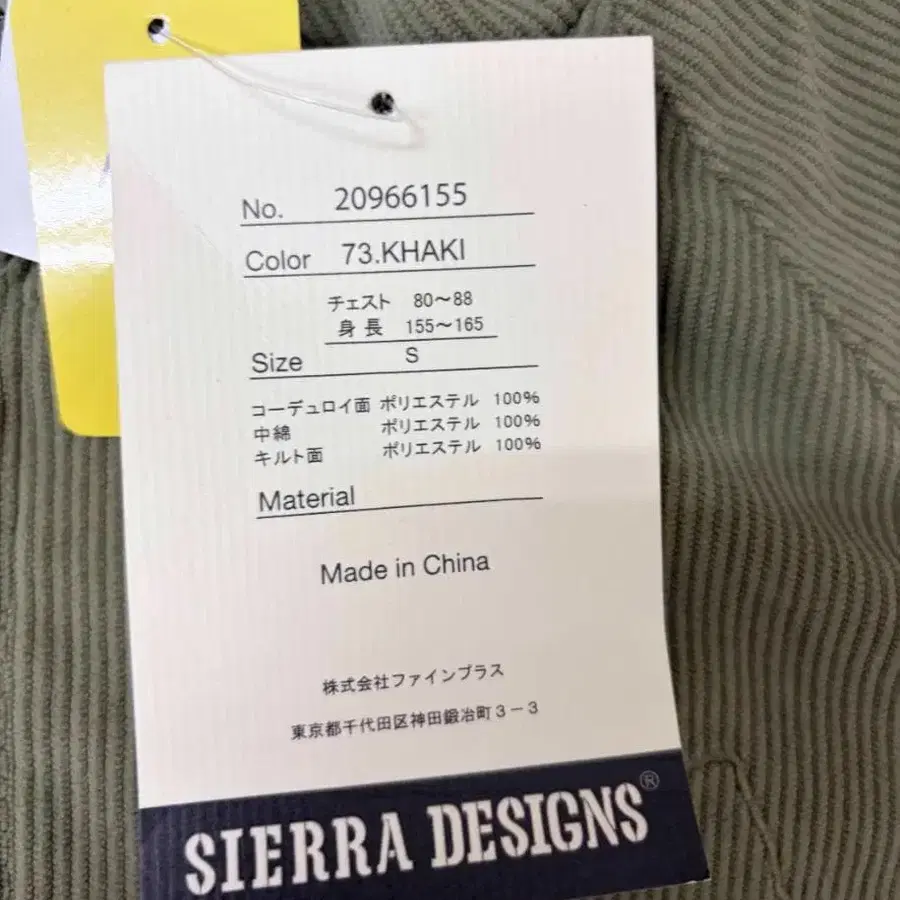 No. 20966155
Color 73.KHAKI
チェスト 80〜88
身長 155〜165
Size S
コーデュロイ面 ポリエステル 100%
中綿 ポリエステル 100%
キルト面 ポリエステル 100%
Material
Made in China
株式会社ファインプラス
東京都千代田区神田鍛冶町3-3
SIERRA DESIGNS®